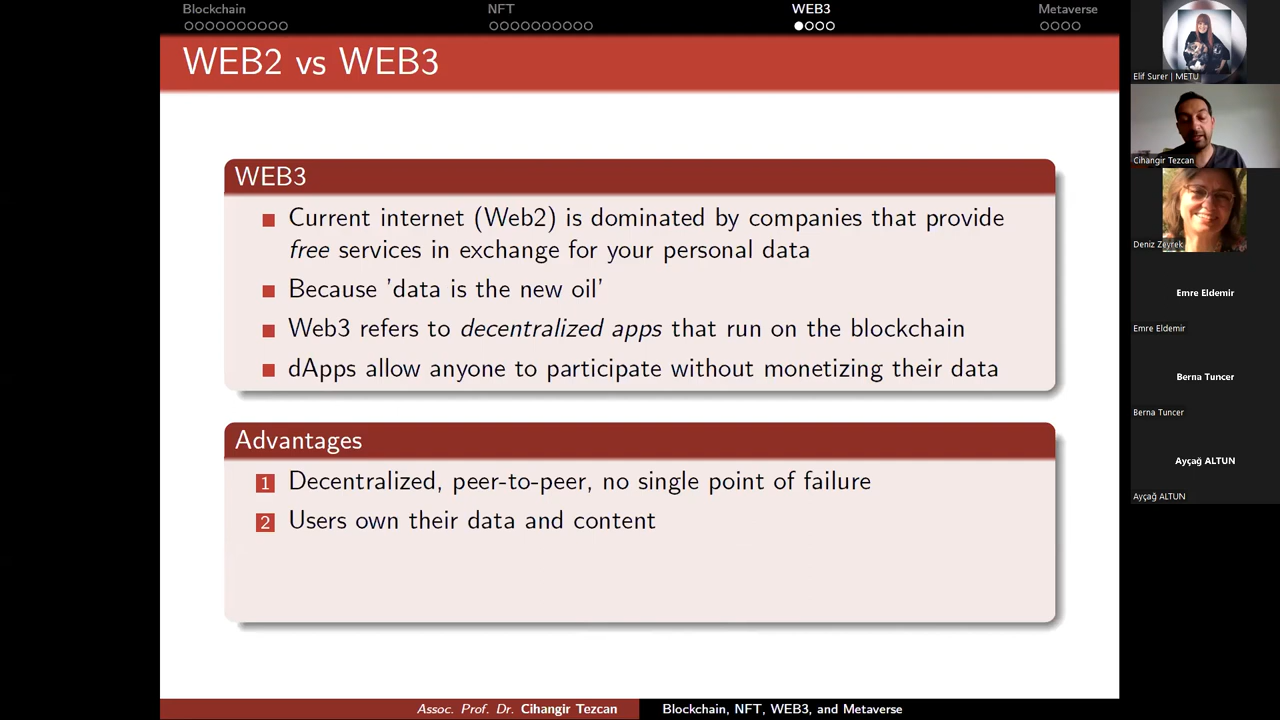 Blockchain
NFT
WEB3
Metaverse
WEB2 vs WEB3
WEB3
Current internet (Web2) is dominated by companies that provide
free services in exchange for your personal data
Because 'data is the new oil'
Web3 refers to decentralized apps that run on the blockchain
dApps allow anyone to participate without monetizing their data
Advantages
1 Decentralized, peer-to-peer, no single point of failure
2 Users own their data and content
Assoc. Prof. Dr. Cihangir Tezcan
Blockchain, NFT, WEB3, and Metaverse
Elif Surer | METU
Cihangir Tezcan
Deniz Zeyrek
Emre Eldemir
Emre Eldemir
Berna Tuncer
Berna Tuncer
Ayçağ ALTUN
Ayçağ ALTUN